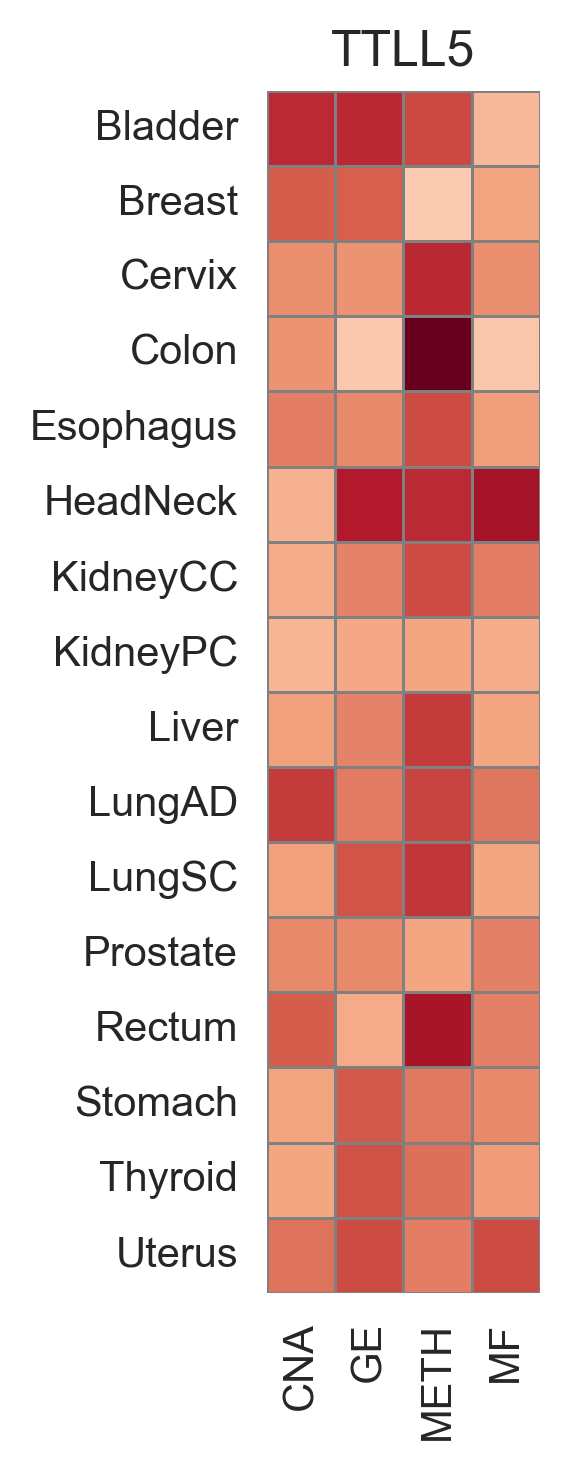 TTLL5
Bladder
Breast
Cervix
Colon
Esophagus
HeadNeck
KidneyCC
KidneyPC
Liver
LungAD
LungSC
Prostate
Rectum
Stomach
Thyroid
Uterus
CNA
GE
METH
MF